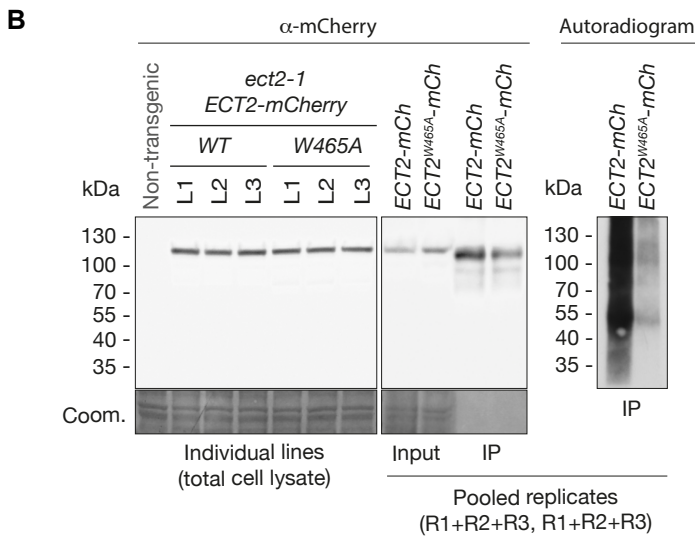 B
α-mCherry
Autoradiogram
Non-transgenic
ect2-1
ECT2-mCherry
WT
W465A
L1
L2
L3
L1
L2
L3
ECT2-mCh
ECT2W465A-mCh
ECT2-mCh
ECT2W465A-mCh
ECT2-mCh
ECT2W465A-mCh
kDa
130 -
100 -
70 -
55 -
40 -
35 -
kDa
130 -
100 -
70 -
55 -
40 -
35 -
Coom.
Individual lines
(total cell lysate)
Input
IP
IP
Pooled replicates
(R1+R2+R3, R1+R2+R3)